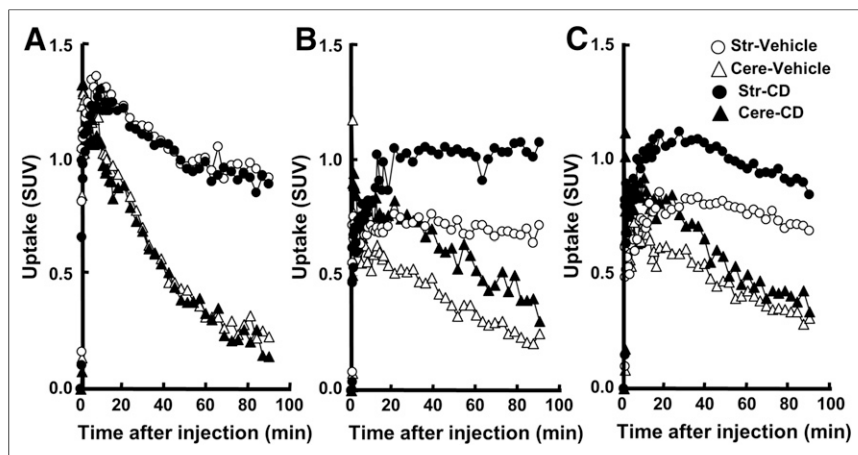 A
B
C
1.5
1.0
0.5
0.0
Uptake (SUV)
0 20 40 60 80 100
Time after injection (min)
1.5
1.0
0.5
0.0
Uptake (SUV)
0 20 40 60 80 100
Time after injection (min)
1.5
1.0
0.5
0.0
Uptake (SUV)
0 20 40 60 80 100
Time after injection (min)
Str-Vehicle
Cere-Vehicle
Str-CD
Cere-CD